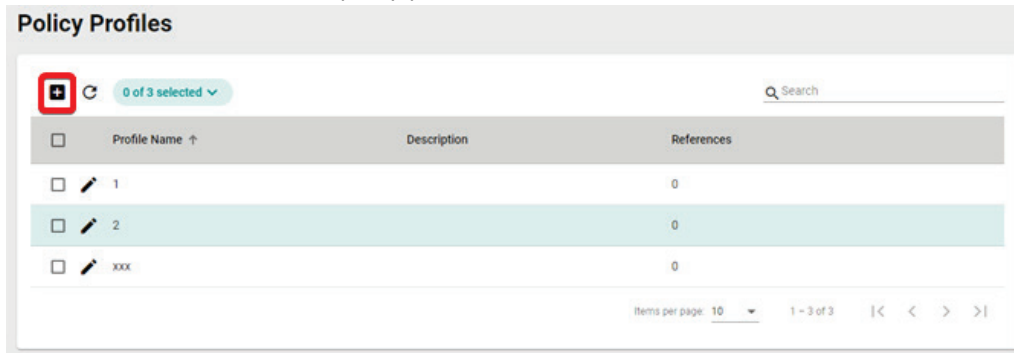 Policy Profiles
0 of 3 selected
Search
Profile Name ↑ Description References
1 0
2 0
xxx 0
Items per page: 10 1 – 3 of 3 |< < > >|